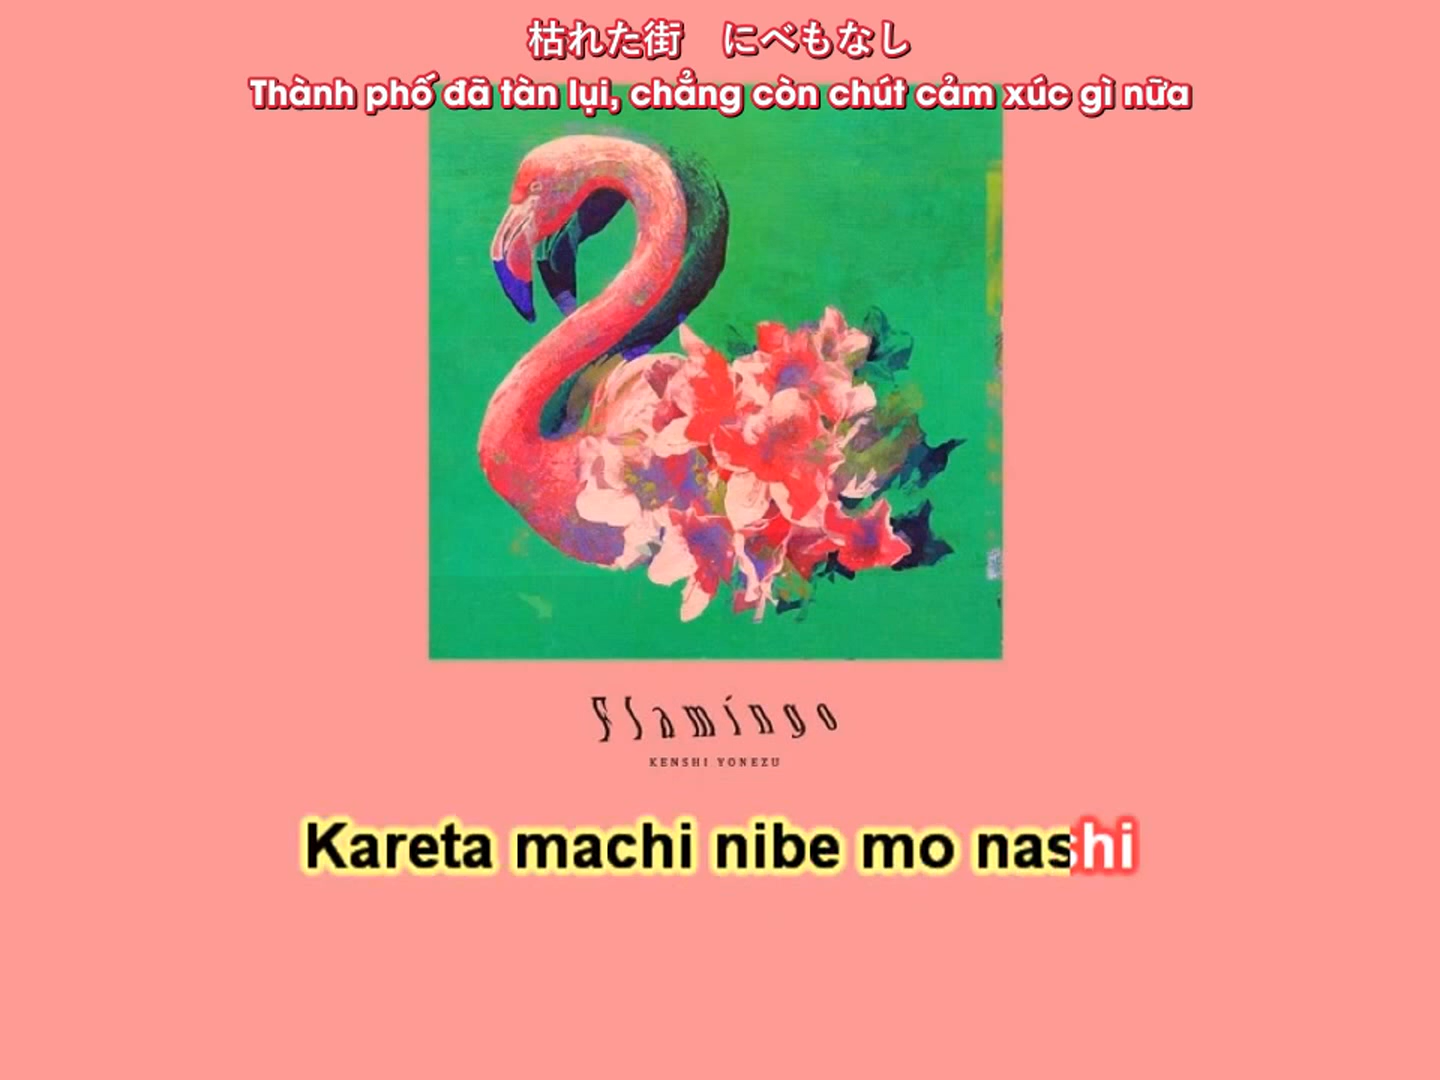 枯れた街　にべもなし
Thành phố đã tàn lụi, chẳng còn chút cảm xúc gì nữa
Flamingo
KENSHI YONEZU
Kareta machi nibe mo nashi